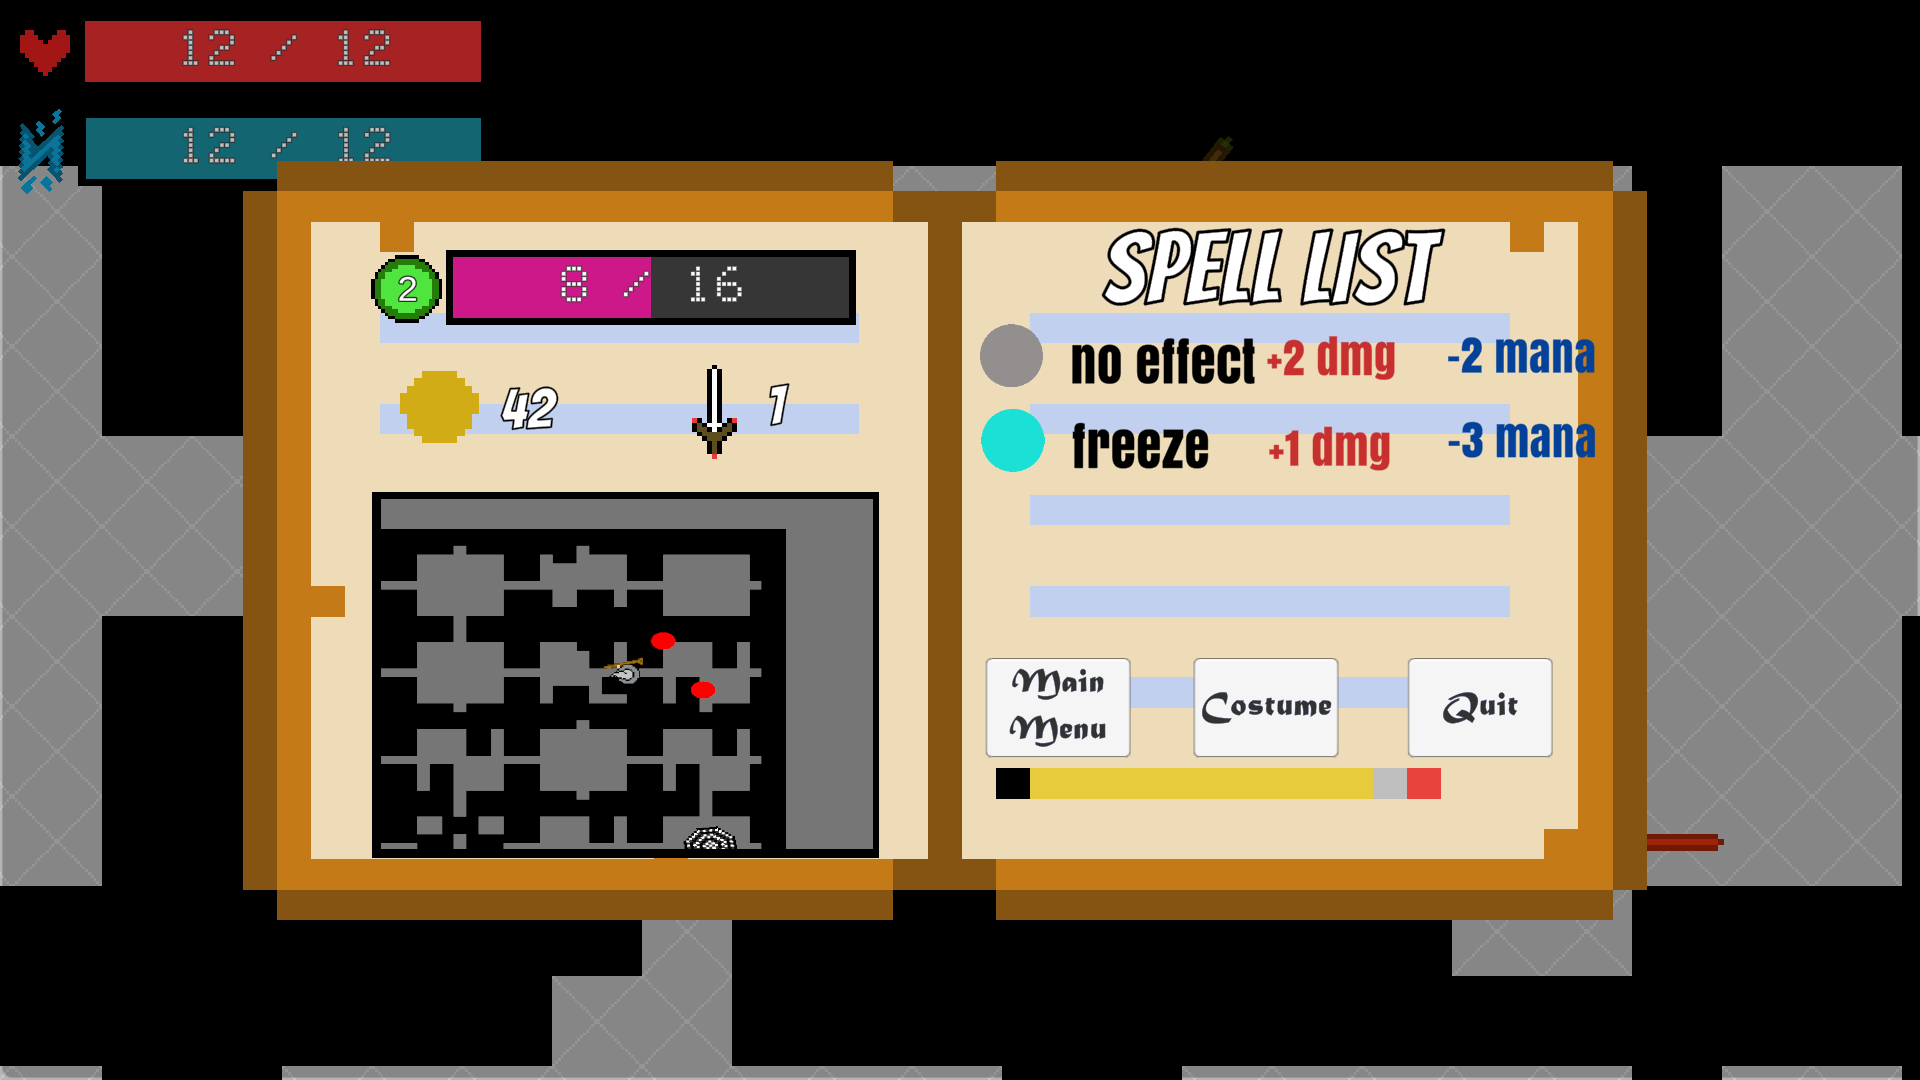 12 / 12
12 / 12
2
8 / 16
42
1
SPELL LIST
no effect +2 dmg -2 mana
freeze +1 dmg -3 mana
Main
Menu
Costume
Quit